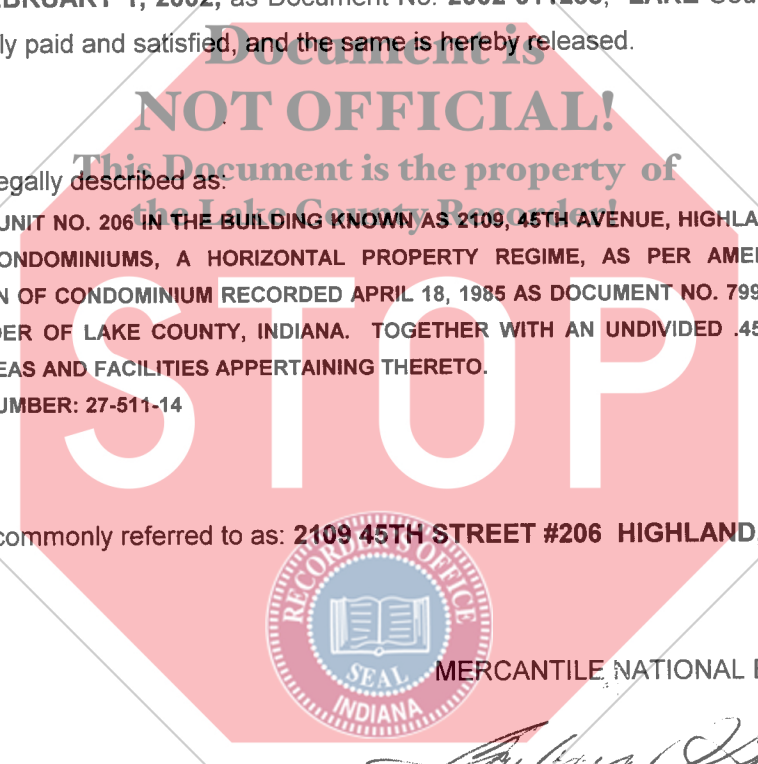 FEBRUARY 1, 2002, as Document No.
Document is
ly paid and satisfied, and the same is hereby released.
NOT OFFICIAL!
This Document is the property of
egally described as:
the Lake County Recorder!
UNIT NO. 206 IN THE BUILDING KNOWN AS 2109, 45TH AVENUE, HIGHLA
ONDOMINIUMS, A HORIZONTAL PROPERTY REGIME, AS PER AME
N OF CONDOMINIUM RECORDED APRIL 18, 1985 AS DOCUMENT NO. 799
DER OF LAKE COUNTY, INDIANA. TOGETHER WITH AN UNDIVIDED .45
EAS AND FACILITIES APPERTAINING THERETO.
UMBER: 27-511-14
STOP
commonly referred to as: 2109 45TH STREET #206 HIGHLAND
RECORDER'S OFFICE
SEAL
INDIANA
MERCANTILE NATIONAL